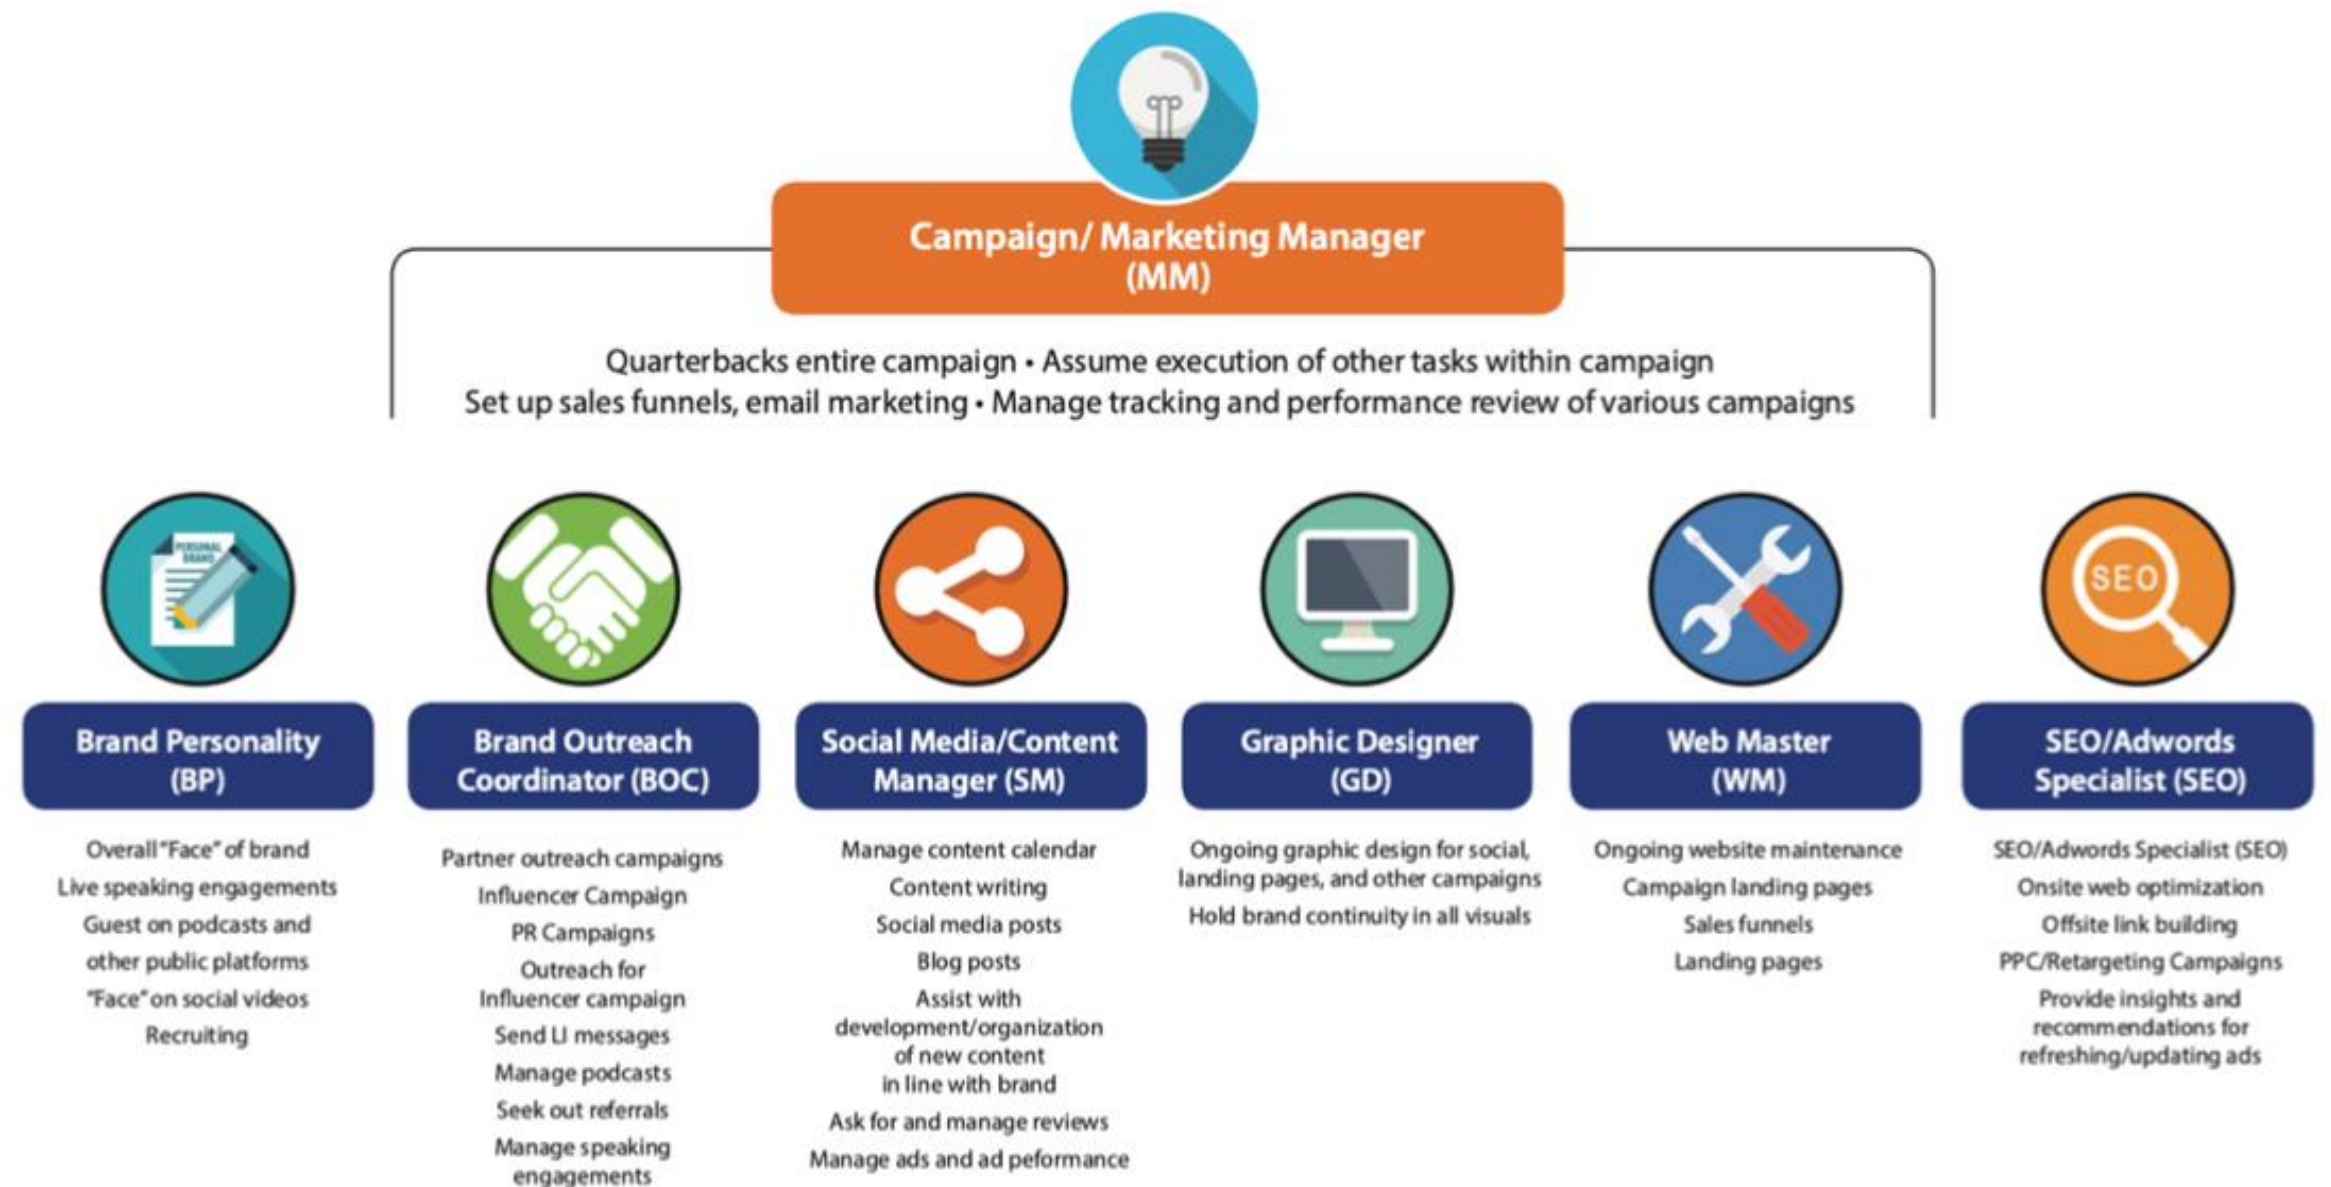 Campaign/ Marketing Manager
(MM)
Quarterbacks entire campaign • Assume execution of other tasks within campaign
Set up sales funnels, email marketing • Manage tracking and performance review of various campaigns
PERSONAL
BRAND
SEO
Brand Personality
(BP)
Overall "Face" of brand
Live speaking engagements
Guest on podcasts and
other public platforms
"Face" on social videos
Recruiting
Brand Outreach
Coordinator (BOC)
Partner outreach campaigns
Influencer Campaign
PR Campaigns
Outreach for
Influencer campaign
Send LI messages
Manage podcasts
Seek out referrals
Manage speaking
engagements
Social Media/Content
Manager (SM)
Manage content calendar
Content writing
Social media posts
Blog posts
Assist with
development/organization
of new content
in line with brand
Ask for and manage reviews
Manage ads and ad peformance
Graphic Designer
(GD)
Ongoing graphic design for social,
landing pages, and other campaigns
Hold brand continuity in all visuals
Web Master
(WM)
Ongoing website maintenance
Campaign landing pages
Sales funnels
Landing pages
SEO/Adwords
Specialist (SEO)
SEO/Adwords Specialist (SEO)
Onsite web optimization
Offsite link building
PPC/Retargeting Campaigns
Provide insights and
recommendations for
refreshing/updating ads